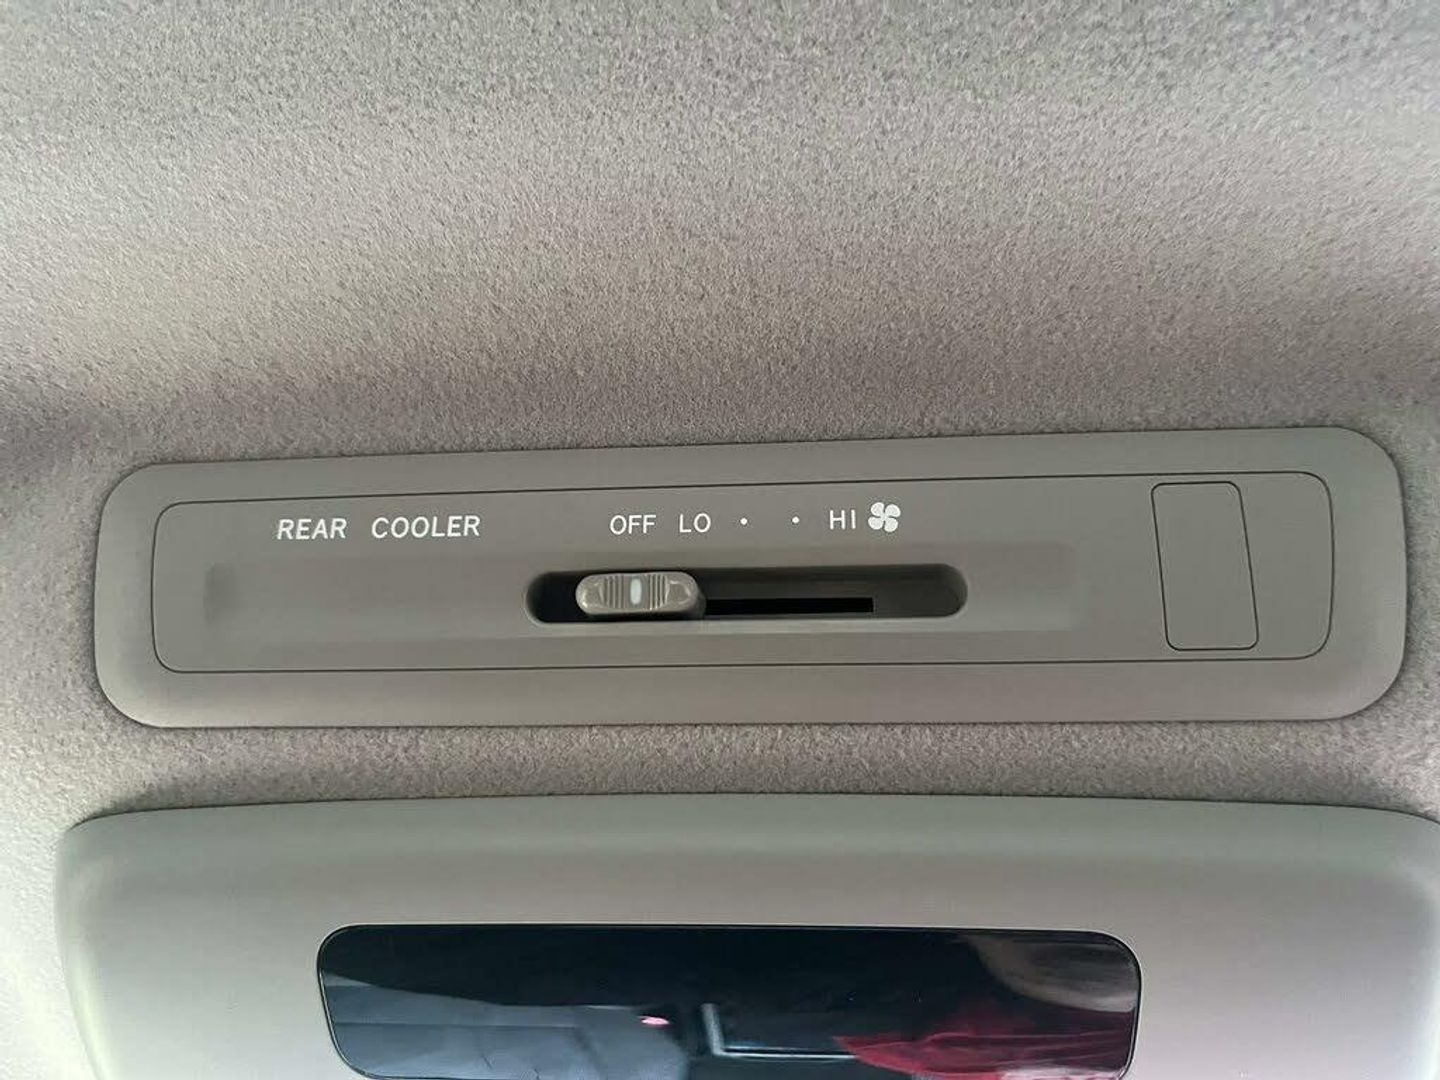 REAR COOLER OFF LO · · HI